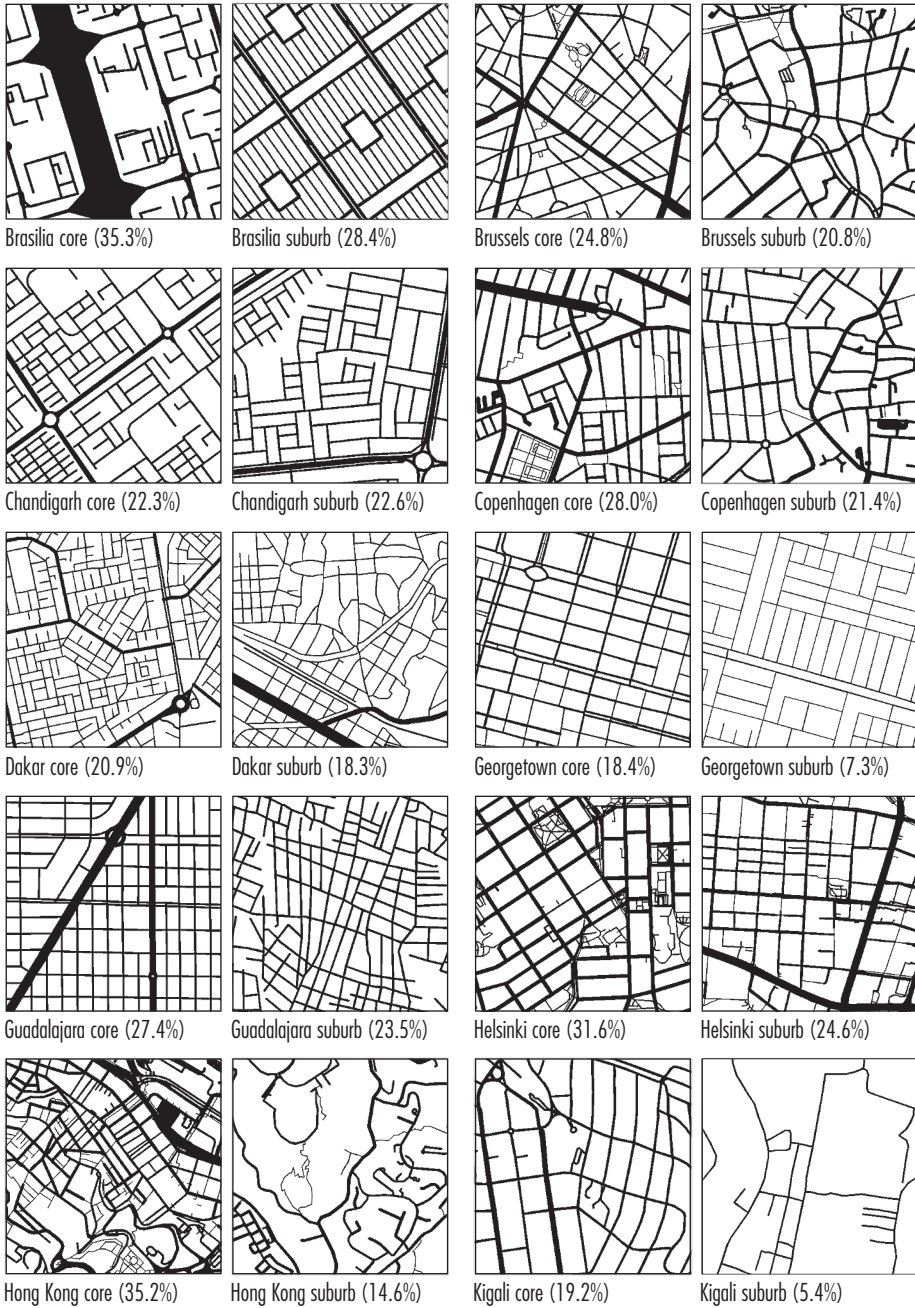 Brasilia core (35.3%)
Brasilia suburb (28.4%)
Brussels core (24.8%)
Brussels suburb (20.8%)
Chandigarh core (22.3%)
Chandigarh suburb (22.6%)
Copenhagen core (28.0%)
Copenhagen suburb (21.4%)
Dakar core (20.9%)
Dakar suburb (18.3%)
Georgetown core (18.4%)
Georgetown suburb (7.3%)
Guadalajara core (27.4%)
Guadalajara suburb (23.5%)
Helsinki core (31.6%)
Helsinki suburb (24.6%)
Hong Kong core (35.2%)
Hong Kong suburb (14.6%)
Kigali core (19.2%)
Kigali suburb (5.4%)